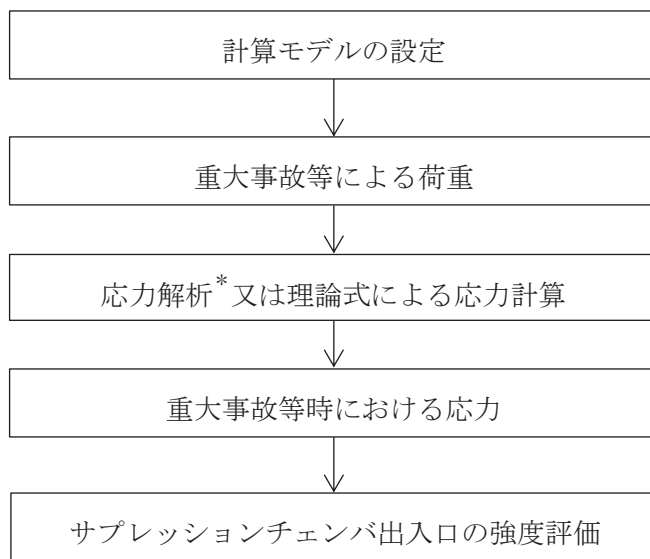 計算モデルの設定
重大事故等による荷重
応力解析*又は理論式による応力計算
重大事故等時における応力
サプレッションチェンバ出入口の強度評価